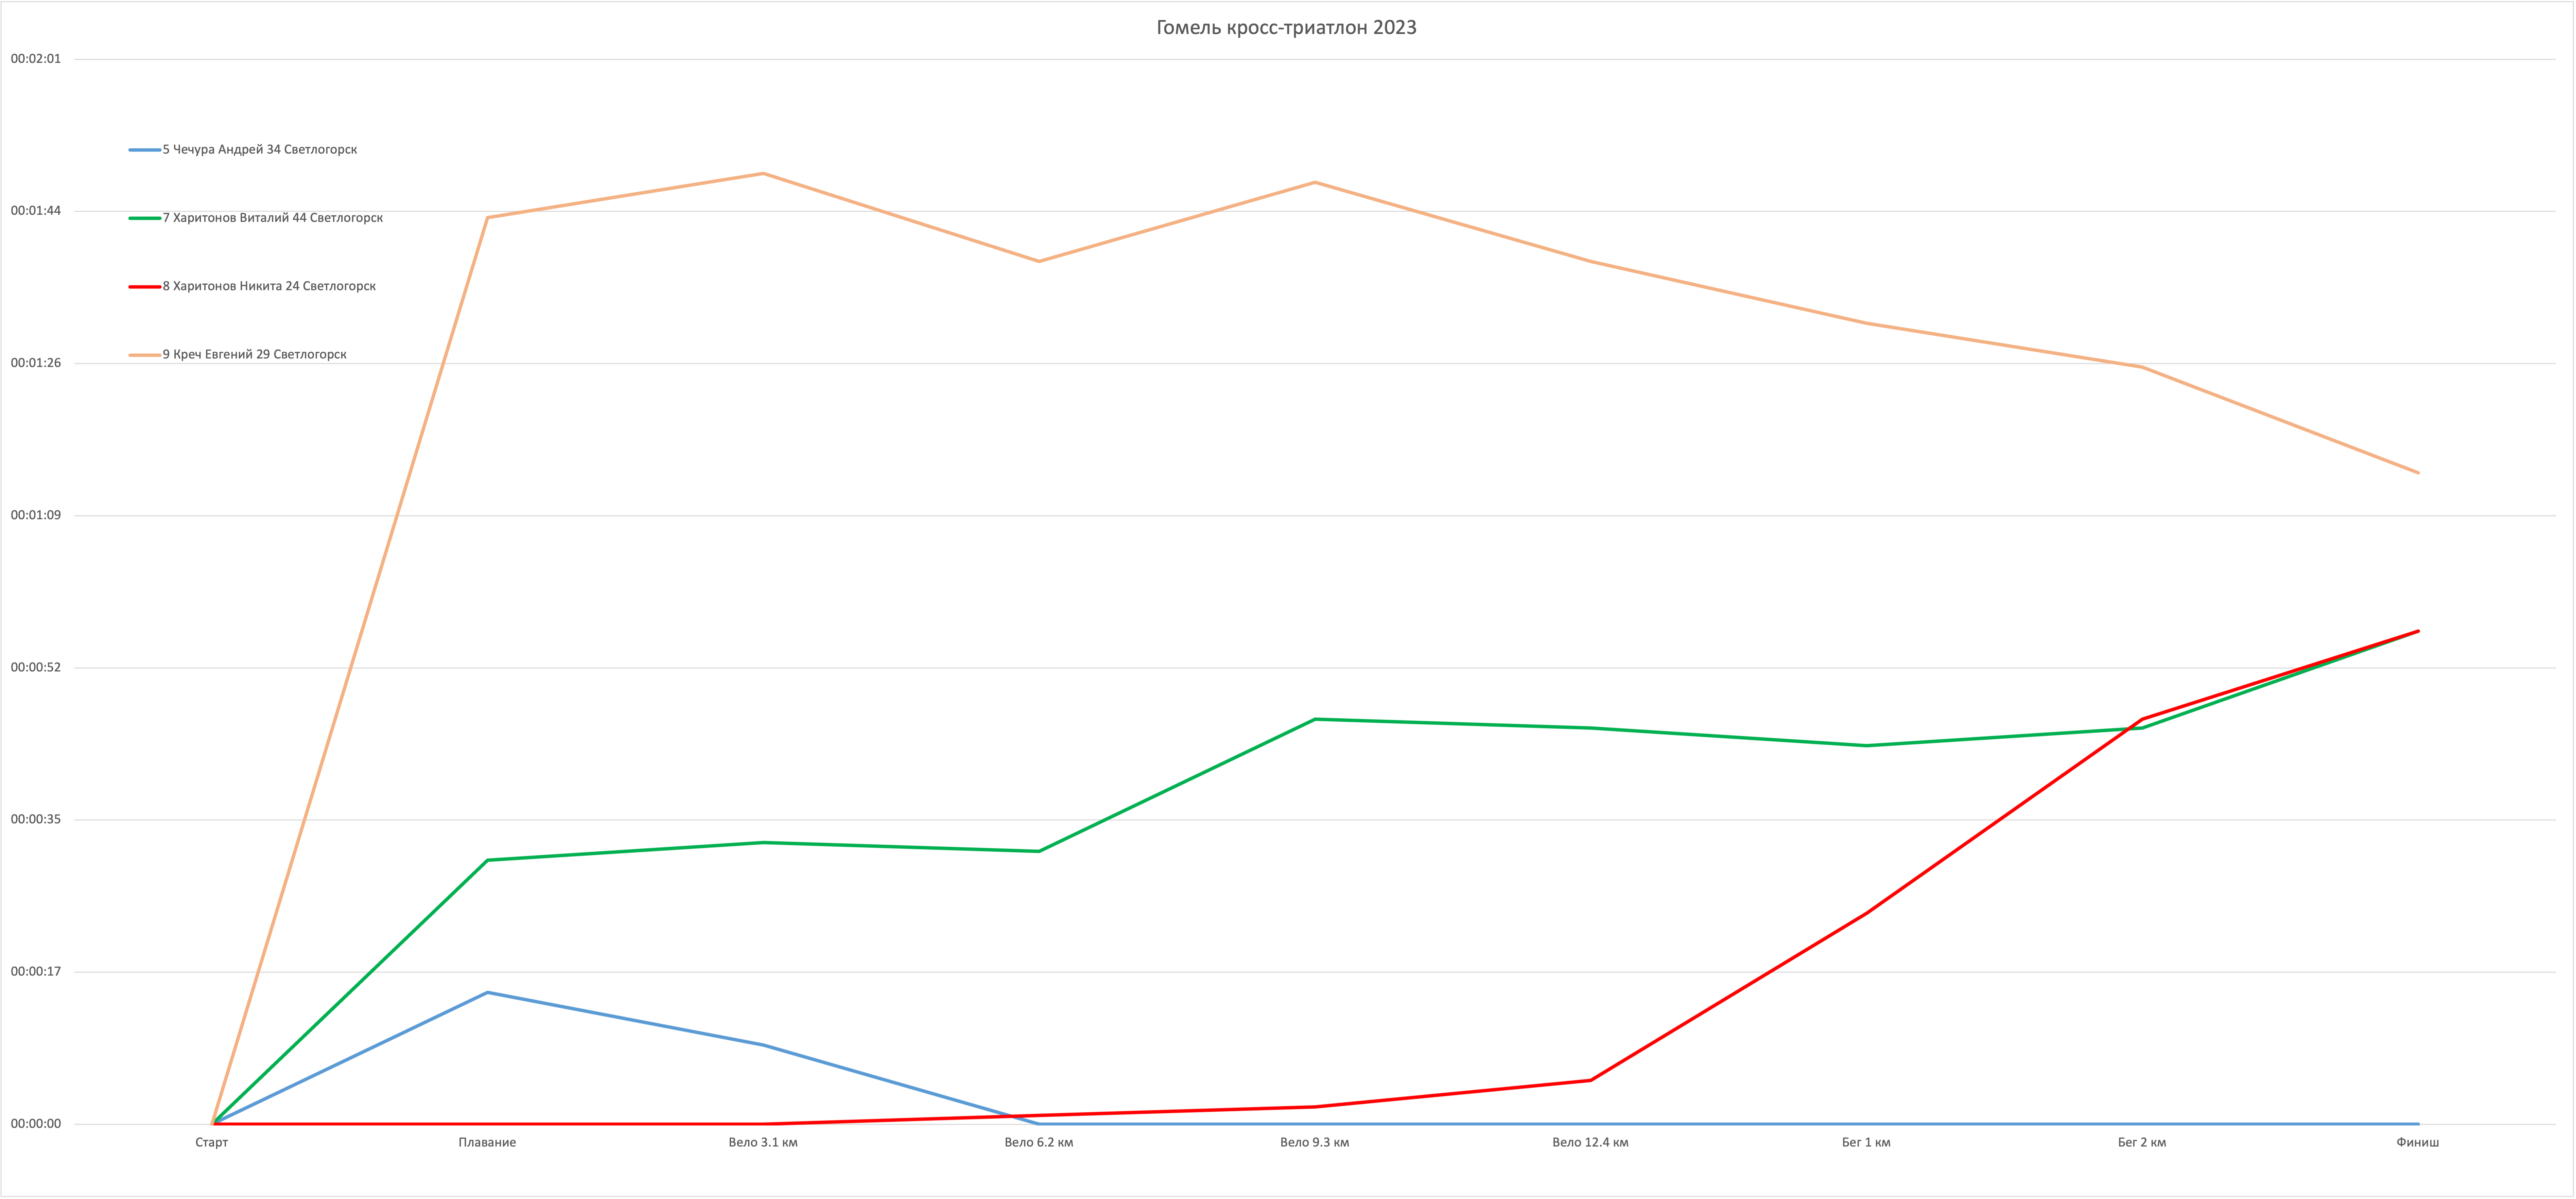 Гомель кросс-триатлон 2023
00:02:01
00:01:44
00:01:26
00:01:09
00:00:52
00:00:35
00:00:17
00:00:00
5 Чечура Андрей 34 Светлогорск
7 Харитонов Виталий 44 Светлогорск
8 Харитонов Никита 24 Светлогорск
9 Креч Евгений 29 Светлогорск
Старт
Плавание
Вело 3.1 км
Вело 6.2 км
Вело 9.3 км
Вело 12.4 км
Бег 1 км
Бег 2 км
Финиш